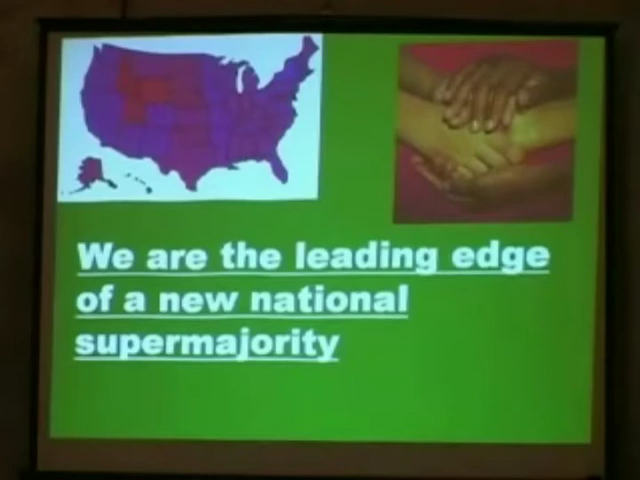 We are the leading edge
of a new national
supermajority